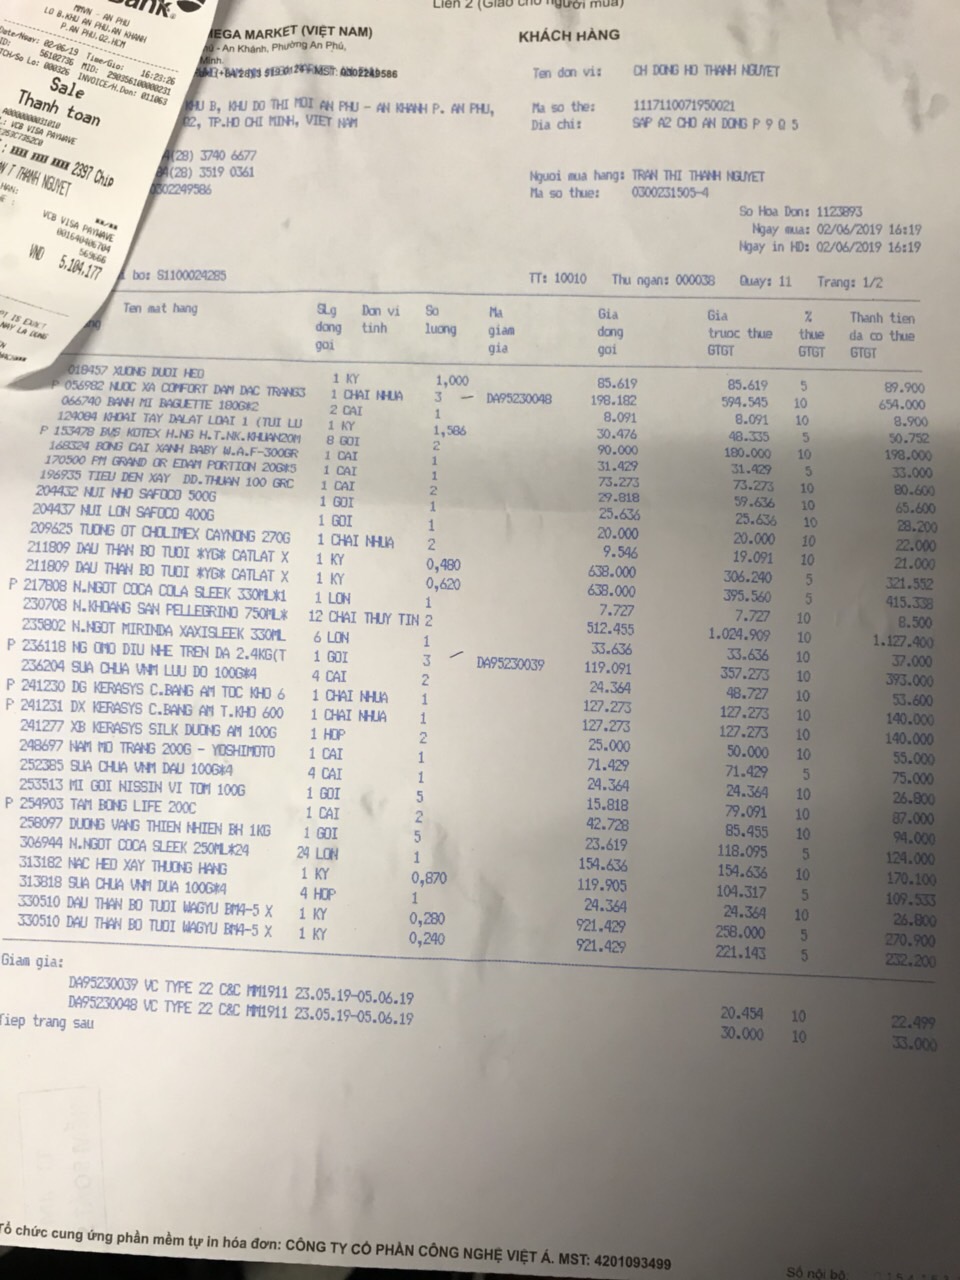 Liên 2 (Giao cho người mua)
Bank
MMVN - AN PHU
LO B.KHU AN PHU.AN KHANH
P.AN PHU.Q2.HCM
Date/Ngay: 02/06/19 Time/Gio: 16:23:26
56102736 MID: 290356100000231
TCH/So Lo: 000326 INVOICE/H.Don: 011063
Sale
Thanh toan
A0000000031010
: VCB VISA PAYWAVE
: XXXX XXXX XXXX 2397 Chip
N T THANH NGUYET
**/**
VCB VISA PAYWAVE
001640406704
569666
VND 5,104,177
MEGA MARKET (VIỆT NAM)
- An Khánh, Phường An Phú,
Minh.
MST: 0302249586
KHU B, KHU DO THI MOI AN PHU - AN KHANH P. AN PHU,
Q2, TP.HO CHI MINH, VIET NAM
(28) 3740 6677
(28) 3519 0361
0302249586
KHÁCH HÀNG
Ten don vi: CH DONG HO THANH NGUYET
Ma so the: 1117110071950021
Dia chi: SAP A2 CHO AN DONG P 9 Q 5
Nguoi mua hang: TRAN THI THANH NGUYET
Ma so thue: 0300231505-4
So Hoa Don: 1123893
Ngay mua: 02/06/2019 16:19
Ngay in HD: 02/06/2019 16:19
bo: S1100024285 TT: 10010 Thu ngan: 000038 Quay: 11 Trang: 1/2
Ten mat hang SLg Don vi So Ma Gia Gia % Thanh tien
dong tinh luong giam dong truoc thue thue da co thue
goi gia goi GTGT GTGT GTGT
018457 XUONG DUOI HEO 1 KY 1,000 85.619 85.619 5 89.900
P 056982 NUOC XA COMFORT DAM DAC TRANG3 1 CHAI NHUA 3 — DA95230048 198.182 594.545 10 654.000
066740 BANH MI BAGUETTE 180G*2 2 CAI 1 8.091 8.091 10 8.900
124084 KHOAI TAY DALAT LOAI 1 (TUI LU 1 KY 1,586 30.476 48.335 5 50.752
P 153478 BVS KOTEX H.NG H.T.NK.KHUAN20M 8 GOI 2 90.000 180.000 10 198.000
168324 BONG CAI XANH BABY W.A.F-300GR 1 CAI 1 31.429 31.429 5 33.000
170500 PM GRAND OR EDAM PORTION 20G*5 1 CAI 1 73.273 73.273 10 80.600
196935 TIEU DEN XAY DD.THUAN 100 GRC 1 CAI 2 29.818 59.636 10 65.600
204432 NUI NHO SAFOCO 500G 1 GOI 1 25.636 25.636 10 28.200
204437 NUI LON SAFOCO 400G 1 GOI 1 20.000 20.000 10 22.000
209625 TUONG OT CHOLIMEX CAYNONG 270G 1 CHAI NHUA 2 9.546 19.091 10 21.000
211809 DAU THAN BO TUOI *YG* CATLAT X 1 KY 0,480 638.000 306.240 5 321.552
211809 DAU THAN BO TUOI *YG* CATLAT X 1 KY 0,620 638.000 395.560 5 415.338
P 217808 N.NGOT COCA COLA SLEEK 330ML*1 1 LON 1 7.727 7.727 10 8.500
230708 N.KHOANG SAN PELLEGRINO 750ML* 12 CHAI THUY TIN 2 512.455 1.024.909 10 1.127.400
235802 N.NGOT MIRINDA XAXISLEEK 330ML 6 LON 1 33.636 33.636 10 37.000
P 236118 NG OMO DIU NHE TREN DA 2.4KG(T 1 GOI 3 — DA95230039 119.091 357.273 10 393.000
236204 SUA CHUA VNM LUU DO 100G*4 4 CAI 2 24.364 48.727 10 53.600
P 241230 DG KERASYS C.BANG AM TOC KHO 6 1 CHAI NHUA 1 127.273 127.273 10 140.000
P 241231 DX KERASYS C.BANG AM T.KHO 600 1 CHAI NHUA 1 127.273 127.273 10 140.000
241277 XB KERASYS SILK DUONG AM 100G 1 HOP 2 25.000 50.000 10 55.000
248697 NAM MO TRANG 200G - YOSHIMOTO 1 CAI 1 71.429 71.429 5 75.000
252385 SUA CHUA VNM DAU 100G*4 4 CAI 1 24.364 24.364 10 26.800
253513 MI GOI NISSIN VI TOM 100G 1 GOI 5 15.818 79.091 10 87.000
P 254903 TAM BONG LIFE 200C 1 CAI 2 42.728 85.455 10 94.000
258097 DUONG VANG THIEN NHIEN BH 1KG 1 GOI 5 23.619 118.095 5 124.000
306944 N.NGOT COCA SLEEK 250ML*24 24 LON 1 154.636 154.636 10 170.100
313182 NAC HEO XAY THUONG HANG 1 KY 0,870 119.905 104.317 5 109.533
313818 SUA CHUA VNM DUA 100G*4 4 HOP 1 24.364 24.364 10 26.800
330510 DAU THAN BO TUOI WAGYU BM4-5 X 1 KY 0,280 921.429 258.000 5 270.900
330510 DAU THAN BO TUOI WAGYU BM4-5 X 1 KY 0,240 921.429 221.143 5 232.200
Giam gia:
DA95230039 VC TYPE 22 C&C MM1911 23.05.19-05.06.19 20.454 10 22.499
DA95230048 VC TYPE 22 C&C MM1911 23.05.19-05.06.19 30.000 10 33.000
Tiep trang sau
Tổ chức cung ứng phần mềm tự in hóa đơn: CÔNG TY CỔ PHẦN CÔNG NGHỆ VIỆT Á. MST: 4201093499
Số nội bộ